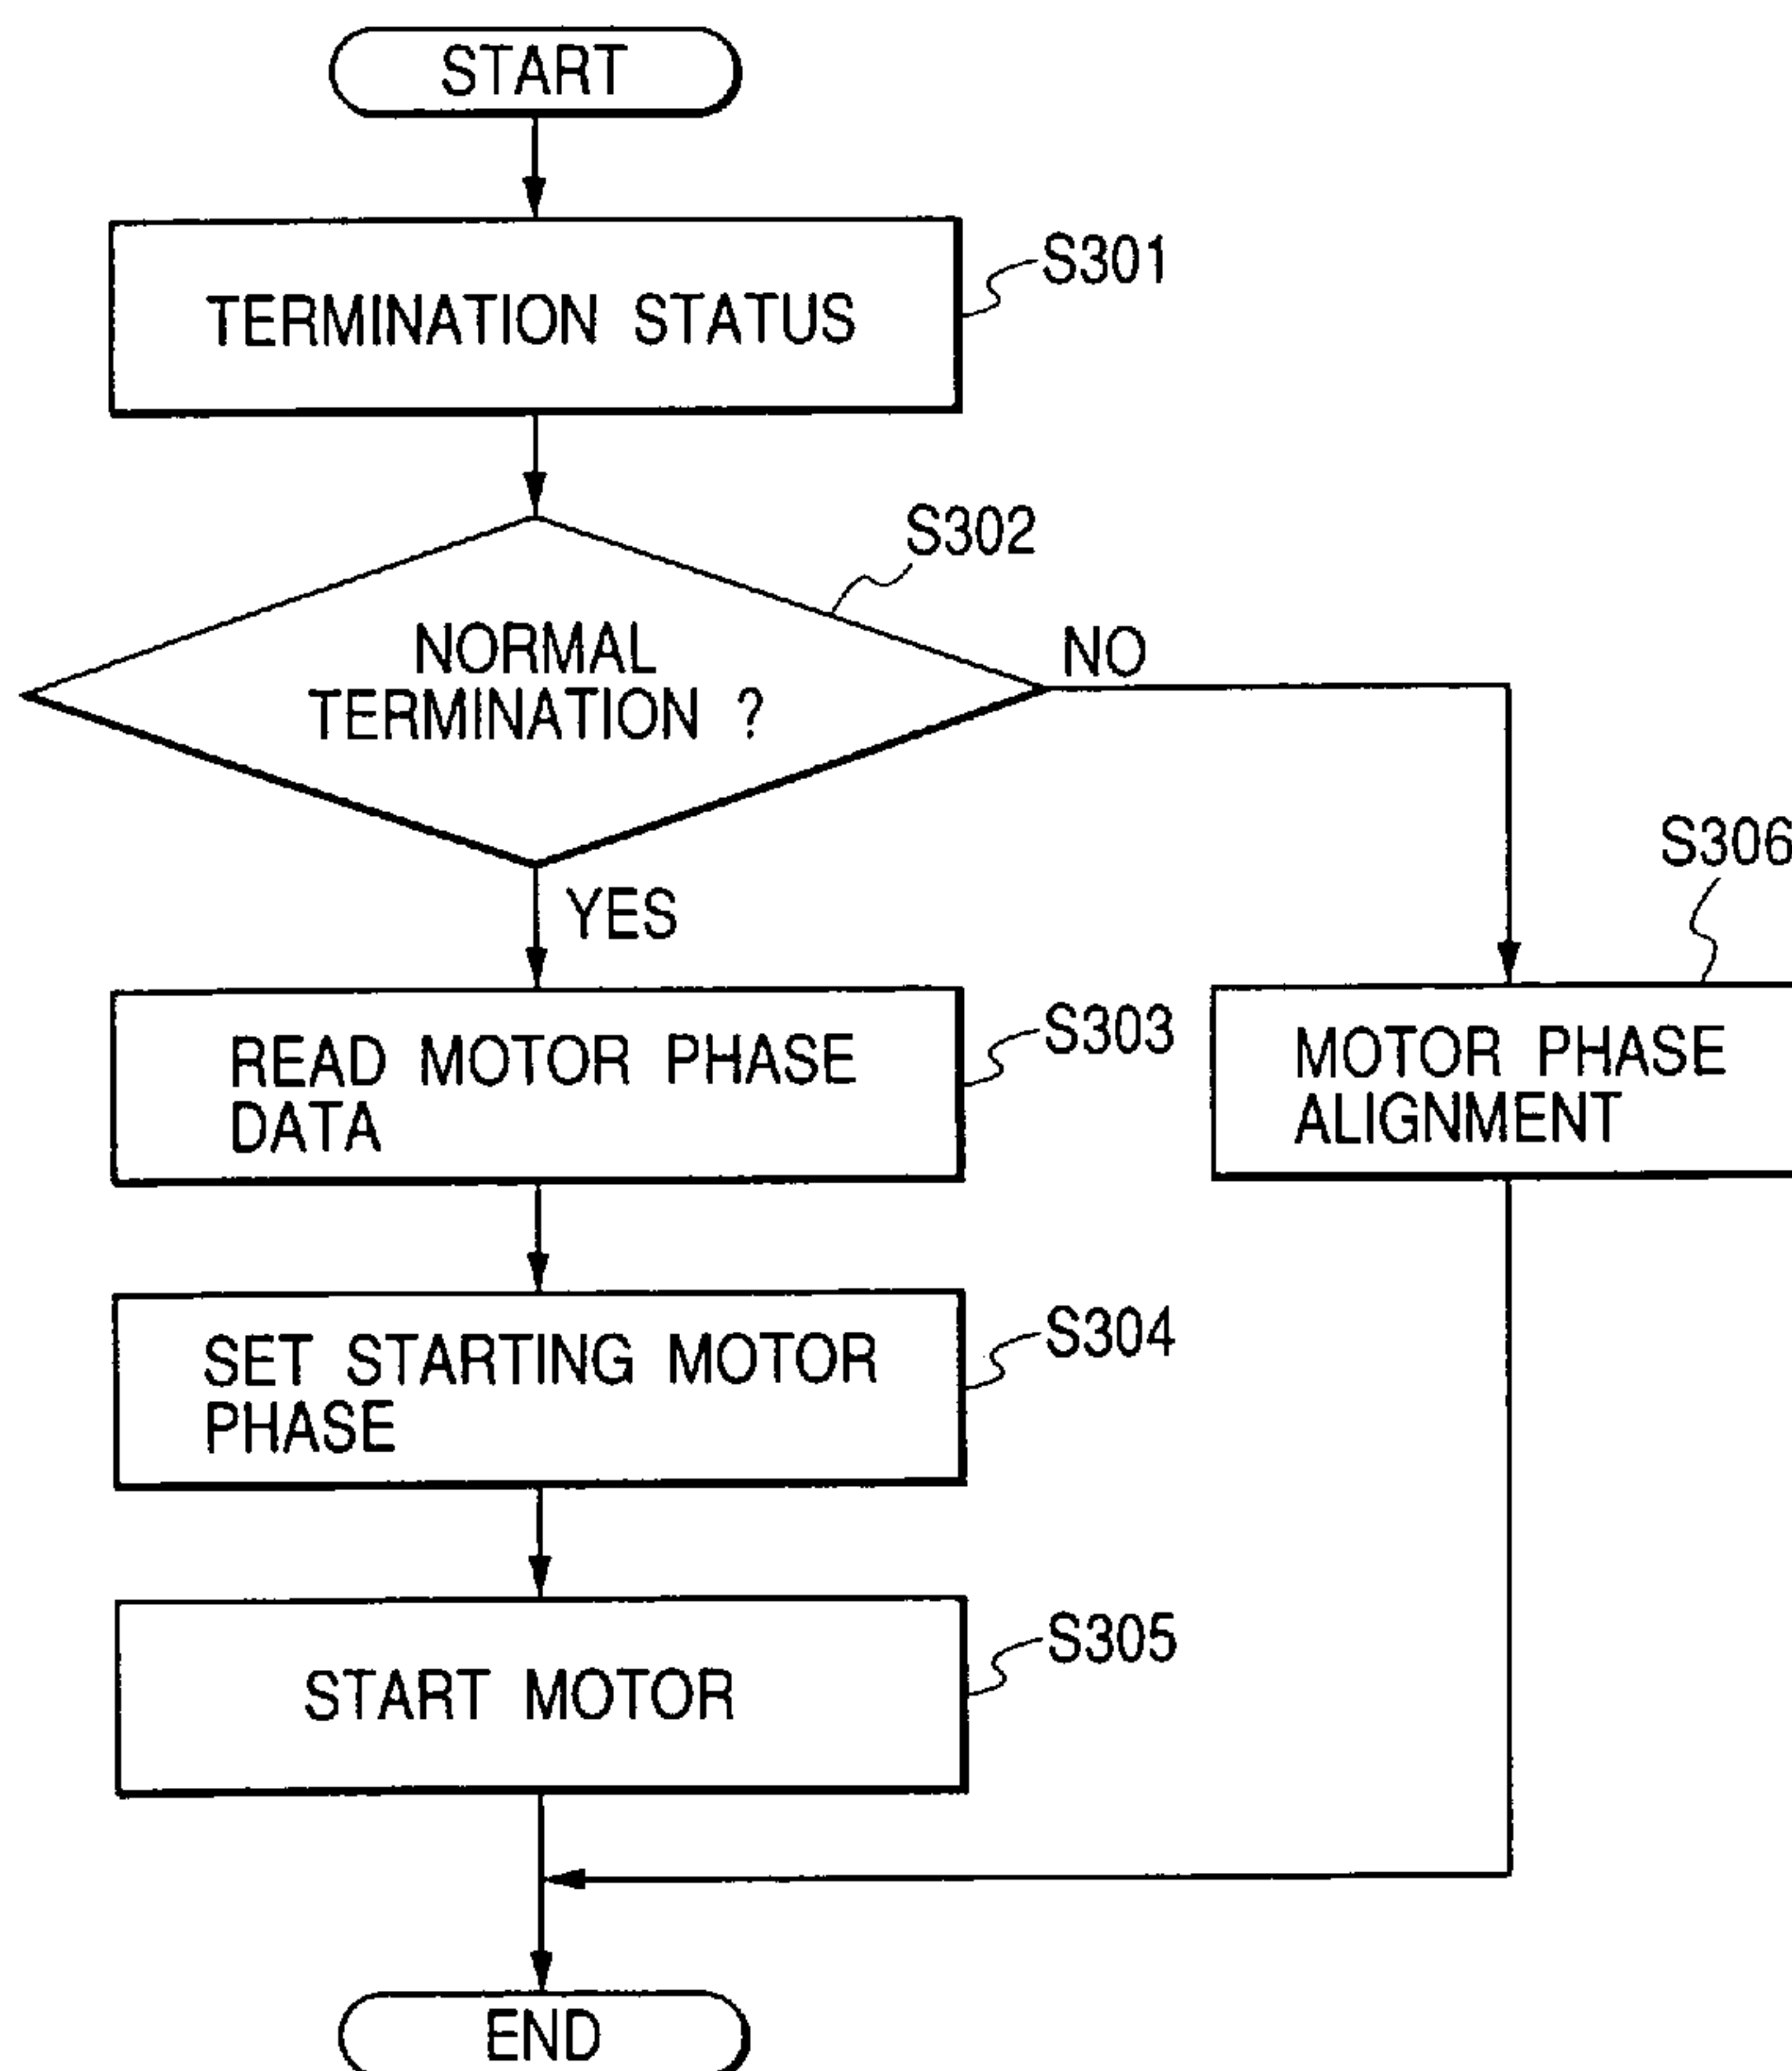 START
TERMINATION STATUS
S301
S302
NORMAL
TERMINATION ?
NO
YES
S306
READ MOTOR PHASE
DATA
S303
MOTOR PHASE
ALIGNMENT
SET STARTING MOTOR
PHASE
S304
START MOTOR
S305
END